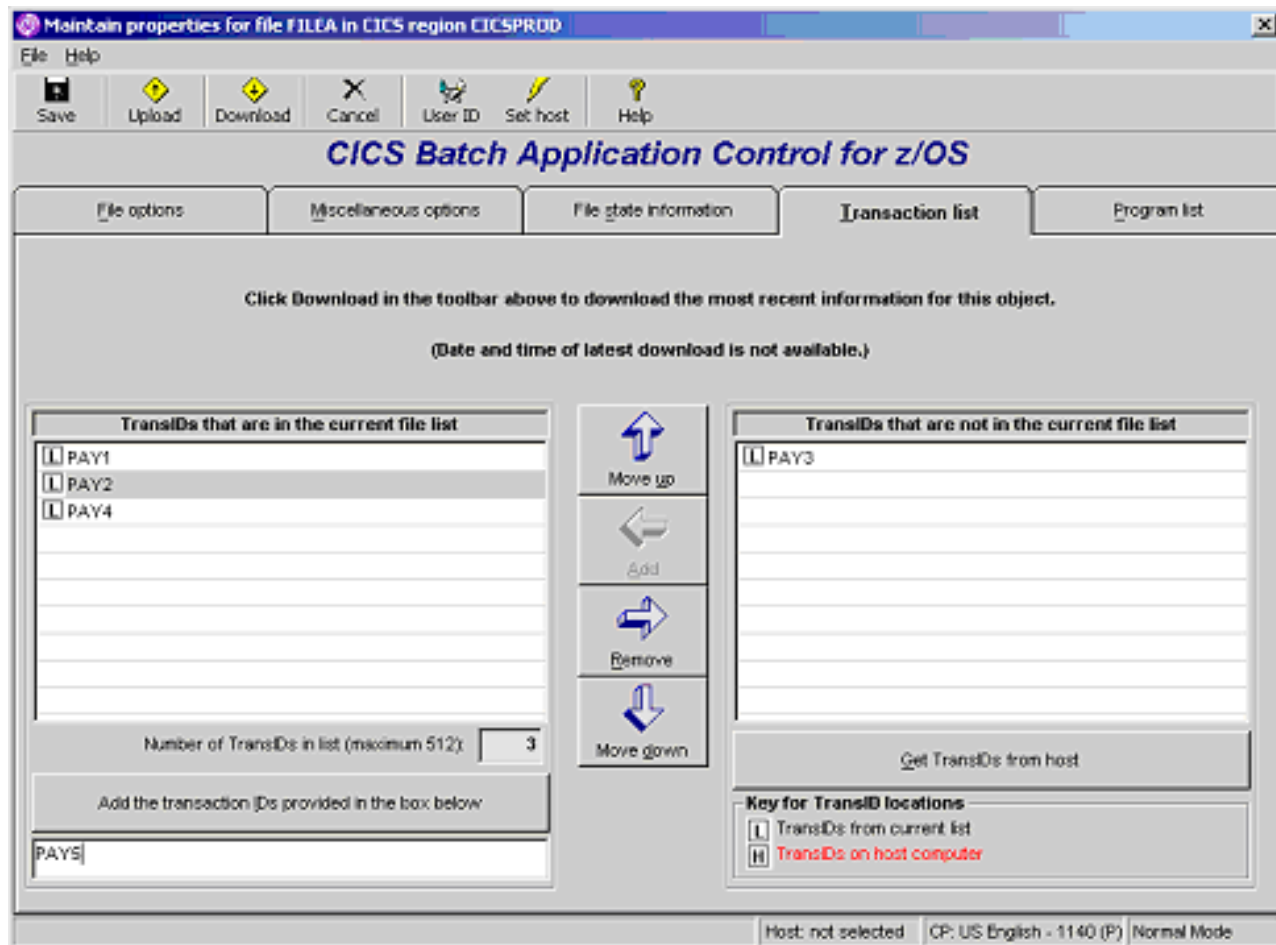 Maintain properties for file FILEA in CICS region CICSPROD
File Help
Save Upload Download Cancel User ID Set host Help
CICS Batch Application Control for z/OS
File options Miscellaneous options File state information Transaction list Program list
Click Download in the toolbar above to download the most recent information for this object.
(Date and time of latest download is not available.)
TransIDs that are in the current file list
L PAY1
L PAY2
L PAY4
Number of TransIDs in list (maximum 512): 3
Add the transaction IDs provided in the box below
PAY5
Move up
Add
Remove
Move down
TransIDs that are not in the current file list
L PAY3
Get TransIDs from host
Key for TransID locations
L TransIDs from current list
H TransIDs on host computer
Host: not selected CP: US English - 1140 (P) Normal Mode